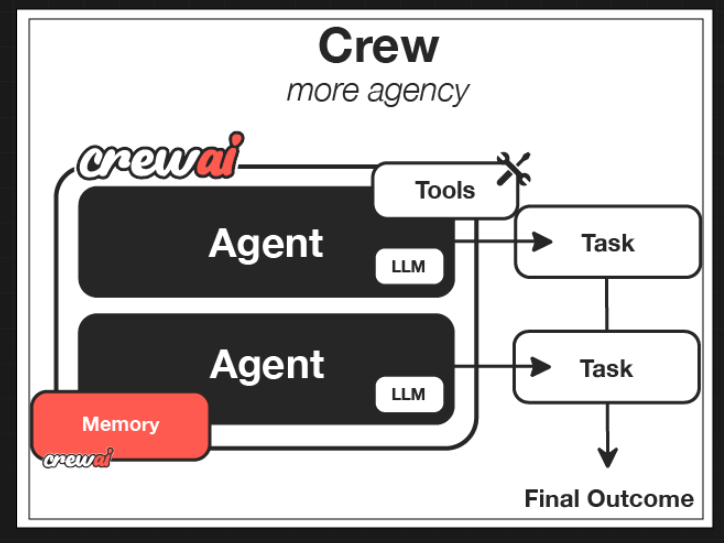 Crew
more agency
crewai
Tools
Agent
LLM
Task
Agent
LLM
Task
Memory
crewai
Final Outcome